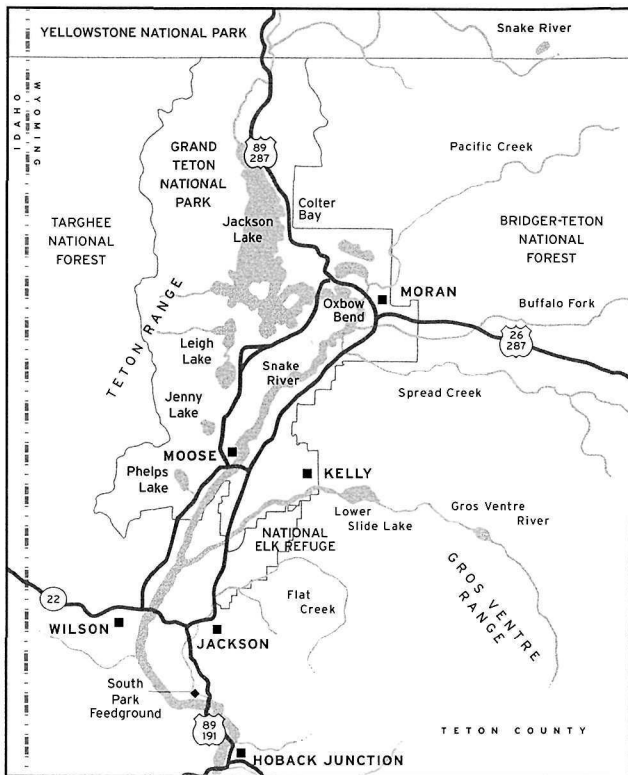 YELLOWSTONE NATIONAL PARK
Snake River
IDAHO
WYOMING
GRAND
TETON
NATIONAL
PARK
89
287
Pacific Creek
Colter
Bay
Jackson
Lake
TARGHEE
NATIONAL
FOREST
BRIDGER-TETON
NATIONAL
FOREST
MORAN
Oxbow
Bend
Buffalo Fork
TETON RANGE
26
287
Leigh
Lake
Snake
River
Spread Creek
Jenny
Lake
MOOSE
Phelps
Lake
KELLY
Lower
Slide Lake
Gros Ventre
River
NATIONAL
ELK REFUGE
GROS VENTRE
RANGE
Flat
Creek
22
WILSON
JACKSON
South
Park
Feedground
89
191
TETON COUNTY
HOBACK JUNCTION